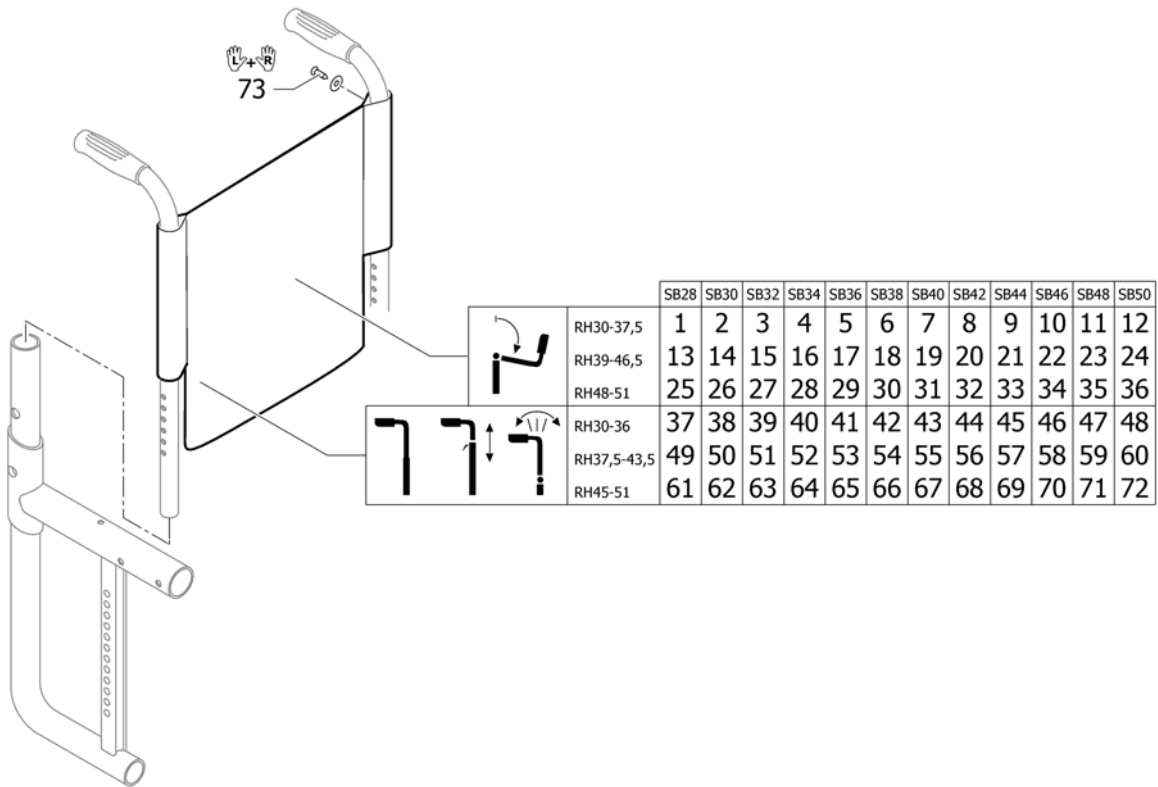 L + R
73
SB28 SB30 SB32 SB34 SB36 SB38 SB40 SB42 SB44 SB46 SB48 SB50
RH30-37,5 1 2 3 4 5 6 7 8 9 10 11 12
RH39-46,5 13 14 15 16 17 18 19 20 21 22 23 24
RH48-51 25 26 27 28 29 30 31 32 33 34 35 36
RH30-36 37 38 39 40 41 42 43 44 45 46 47 48
RH37,5-43,5 49 50 51 52 53 54 55 56 57 58 59 60
RH45-51 61 62 63 64 65 66 67 68 69 70 71 72